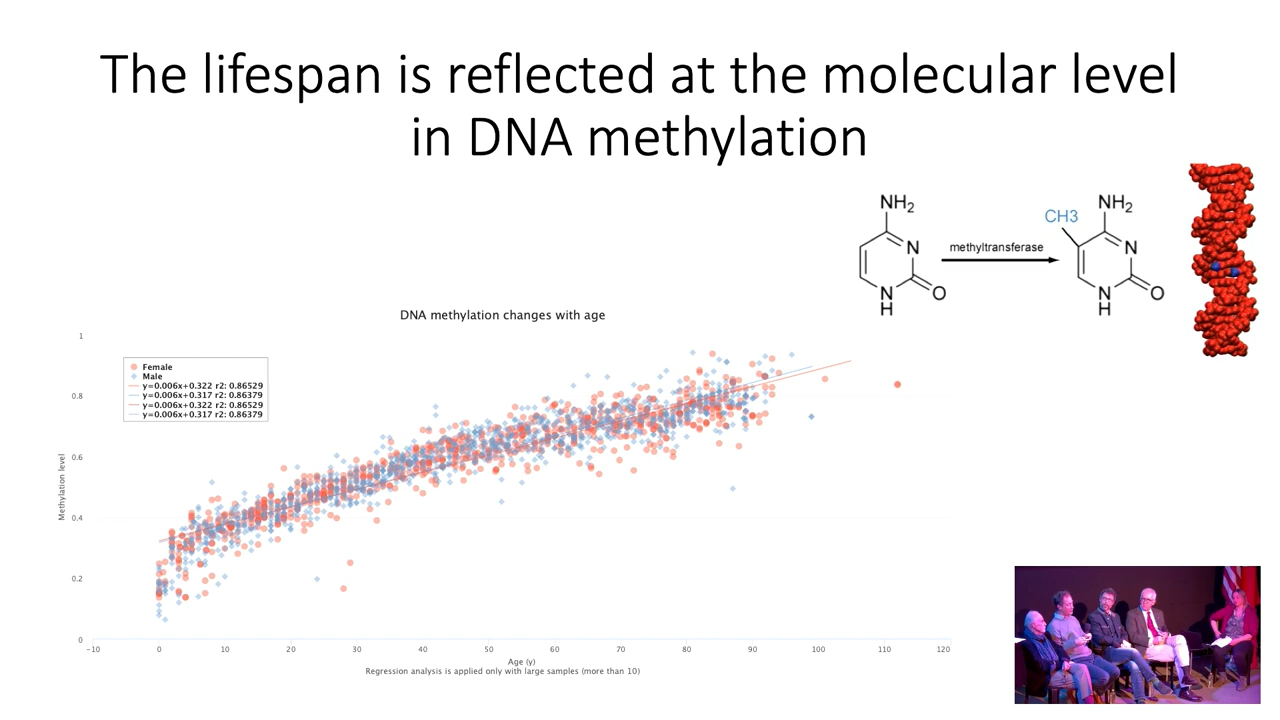 The lifespan is reflected at the molecular level
in DNA methylation
NH2
N
N
H
O
methyltransferase
CH3
NH2
N
N
H
O
DNA methylation changes with age
1
0.8
0.6
0.4
0.2
0
Methylation level
Female
Male
y=0.006x+0.322 r2: 0.86529
y=0.006x+0.317 r2: 0.86379
y=0.006x+0.322 r2: 0.86529
y=0.006x+0.317 r2: 0.86379
−10 0 10 20 30 40 50 60 70 80 90 100 110 120
Age (y)
Regression analysis is applied only with large samples (more than 10)